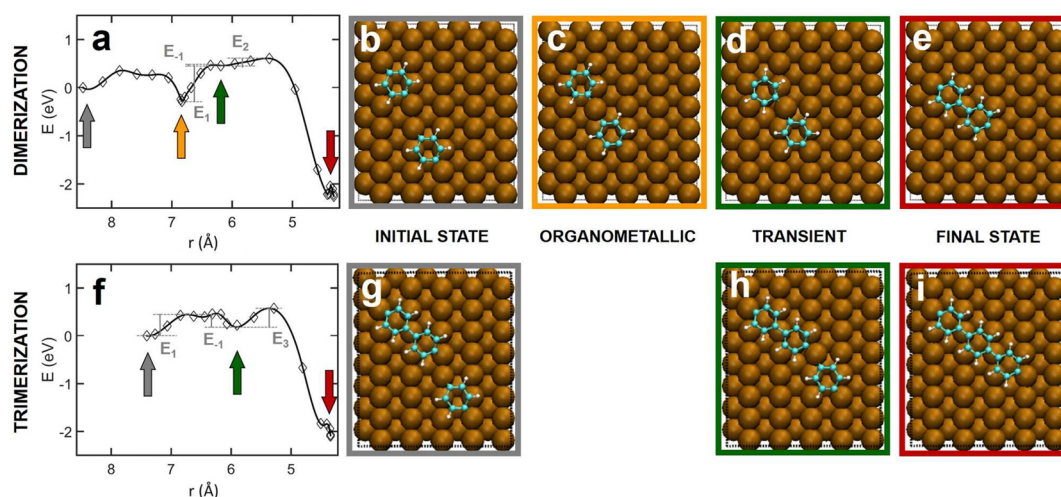 DIMERIZATION
a
E (eV)
1
0
-1
-2
8
7
6
5
r (Å)
E-1
E1
E2
b
c
d
e
INITIAL STATE
ORGANOMETALLIC
TRANSIENT
FINAL STATE
TRIMERIZATION
f
E (eV)
1
0
-1
-2
8
7
6
5
r (Å)
E1
E-1
E3
g
h
i